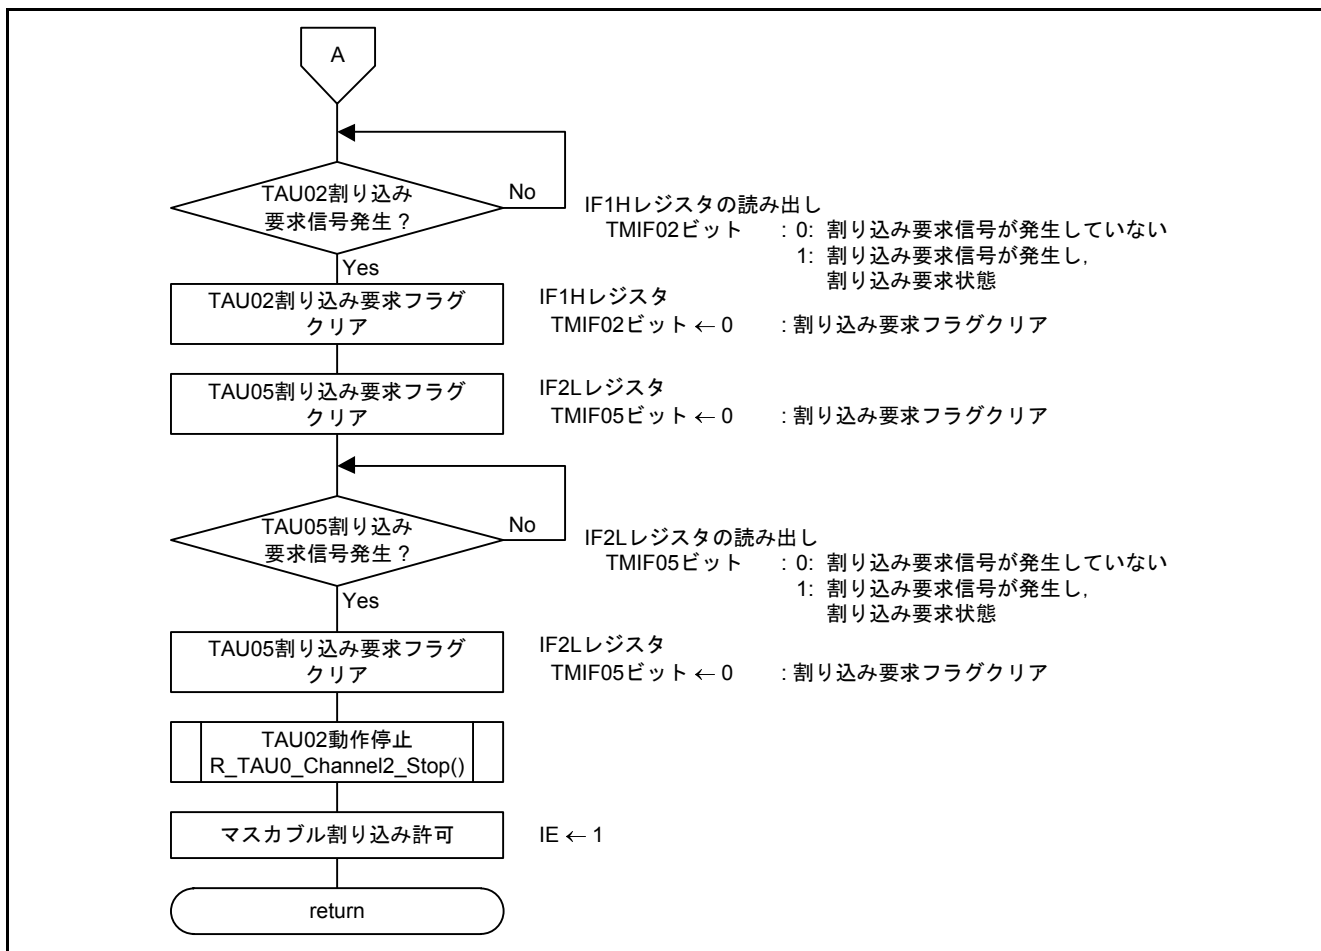 A
TAU02割り込み
要求信号発生？
No
IF1Hレジスタの読み出し
TMIF02ビット : 0: 割り込み要求信号が発生していない
1: 割り込み要求信号が発生し,
割り込み要求状態
Yes
TAU02割り込み要求フラグ
クリア
IF1Hレジスタ
TMIF02ビット ← 0 : 割り込み要求フラグクリア
TAU05割り込み要求フラグ
クリア
IF2Lレジスタ
TMIF05ビット ← 0 : 割り込み要求フラグクリア
TAU05割り込み
要求信号発生？
No
IF2Lレジスタの読み出し
TMIF05ビット : 0: 割り込み要求信号が発生していない
1: 割り込み要求信号が発生し,
割り込み要求状態
Yes
TAU05割り込み要求フラグ
クリア
IF2Lレジスタ
TMIF05ビット ← 0 : 割り込み要求フラグクリア
TAU02動作停止
R_TAU0_Channel2_Stop()
マスカブル割り込み許可
IE ← 1
return